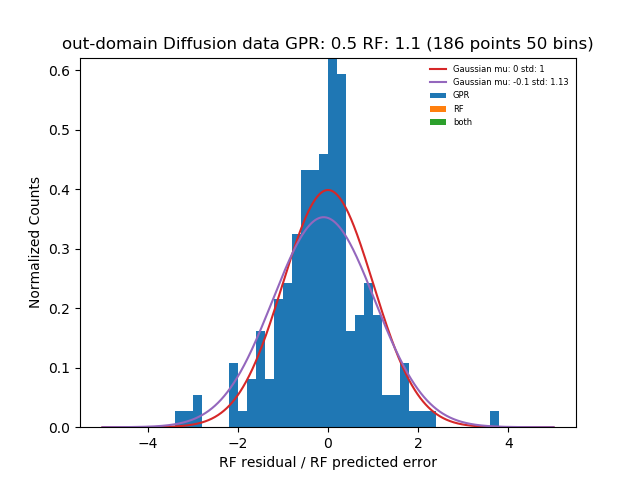 out-domain Diffusion data GPR: 0.5 RF: 1.1 (186 points 50 bins)
Gaussian mu: 0 std: 1
Gaussian mu: -0.1 std: 1.13
GPR
RF
both
Normalized Counts
0.6
0.5
0.4
0.3
0.2
0.1
0.0
−4
−2
0
2
4
RF residual / RF predicted error